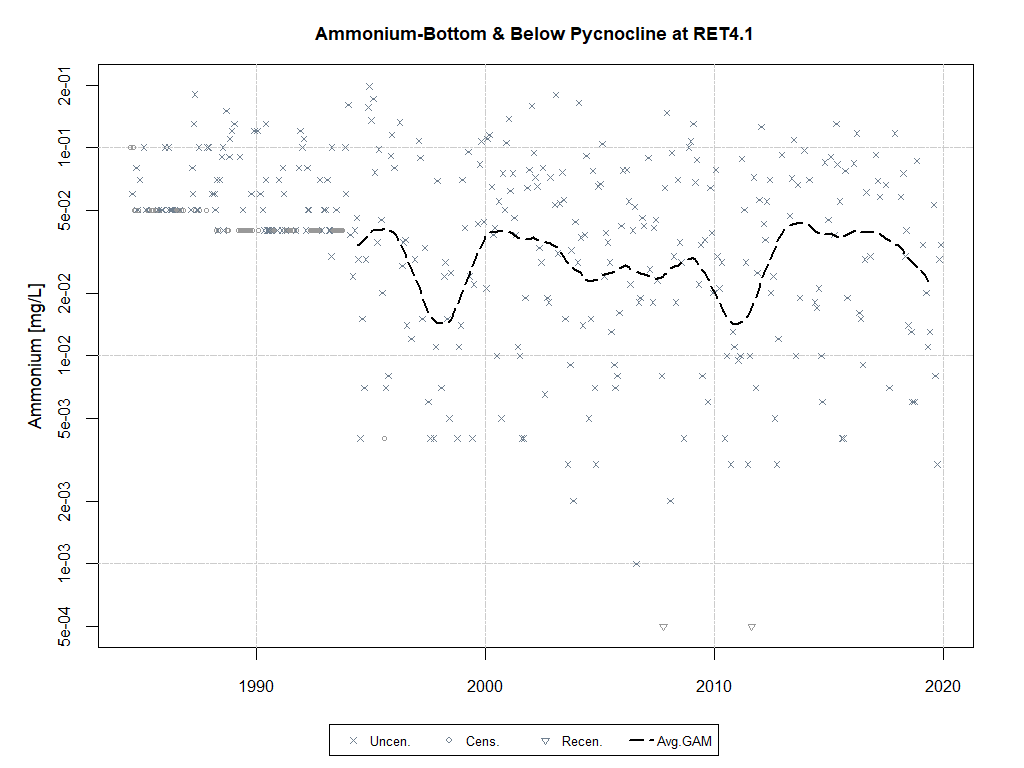 Ammonium-Bottom & Below Pycnocline at RET4.1
Ammonium [mg/L]
2e-01
1e-01
5e-02
2e-02
1e-02
5e-03
2e-03
1e-03
5e-04
1990 2000 2010 2020
Uncen. Cens. Recen. Avg.GAM